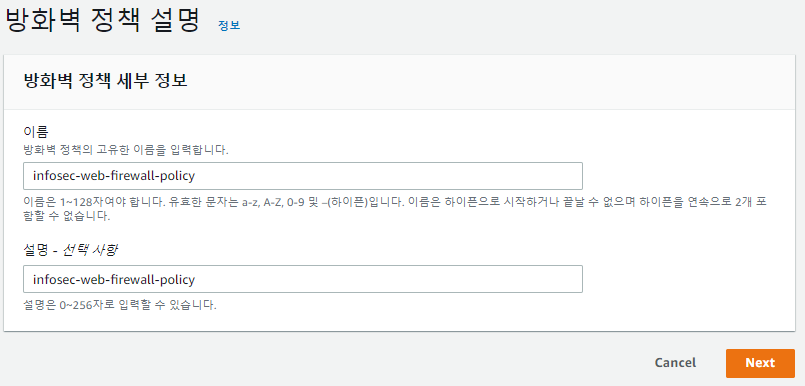 방화벽 정책 설명 정보
방화벽 정책 세부 정보
이름
방화벽 정책의 고유한 이름을 입력합니다.
infosec-web-firewall-policy
이름은 1~128자여야 합니다. 유효한 문자는 a-z, A-Z, 0-9 및 –(하이픈)입니다. 이름은 하이픈으로 시작하거나 끝날 수 없으며 하이픈을 연속으로 2개 포
함할 수 없습니다.
설명 - 선택 사항
infosec-web-firewall-policy
설명은 0~256자로 입력할 수 있습니다.
Cancel Next